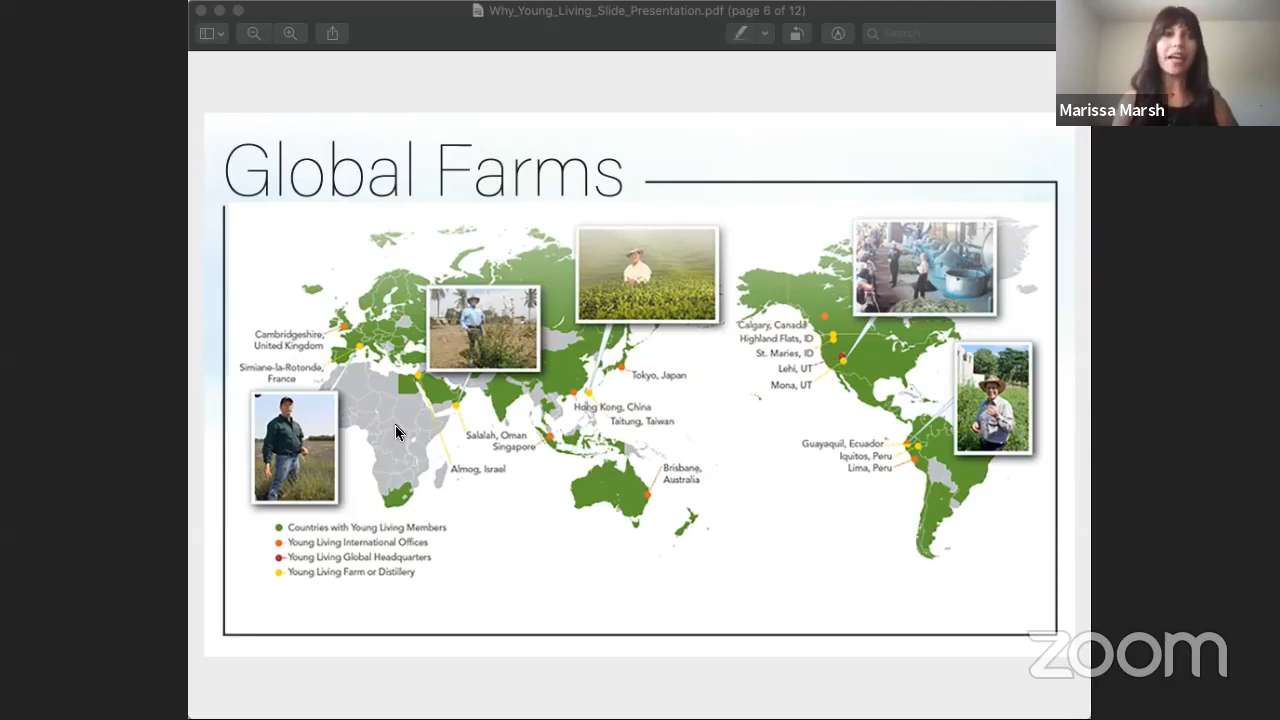 Why_Young_Living_Slide_Presentation.pdf (page 6 of 12)
Search
Marissa Marsh
Global Farms
Cambridgeshire,
United Kingdom
Simiane-la-Rotonde,
France
Salalah, Oman
Singapore
Almog, Israel
Tokyo, Japan
Hong Kong, China
Taitung, Taiwan
Brisbane,
Australia
Calgary, Canada
Highland Flats, ID
St. Maries, ID
Lehi, UT
Mona, UT
Guayaquil, Ecuador
Iquitos, Peru
Lima, Peru
Countries with Young Living Members
Young Living International Offices
Young Living Global Headquarters
Young Living Farm or Distillery
zoom